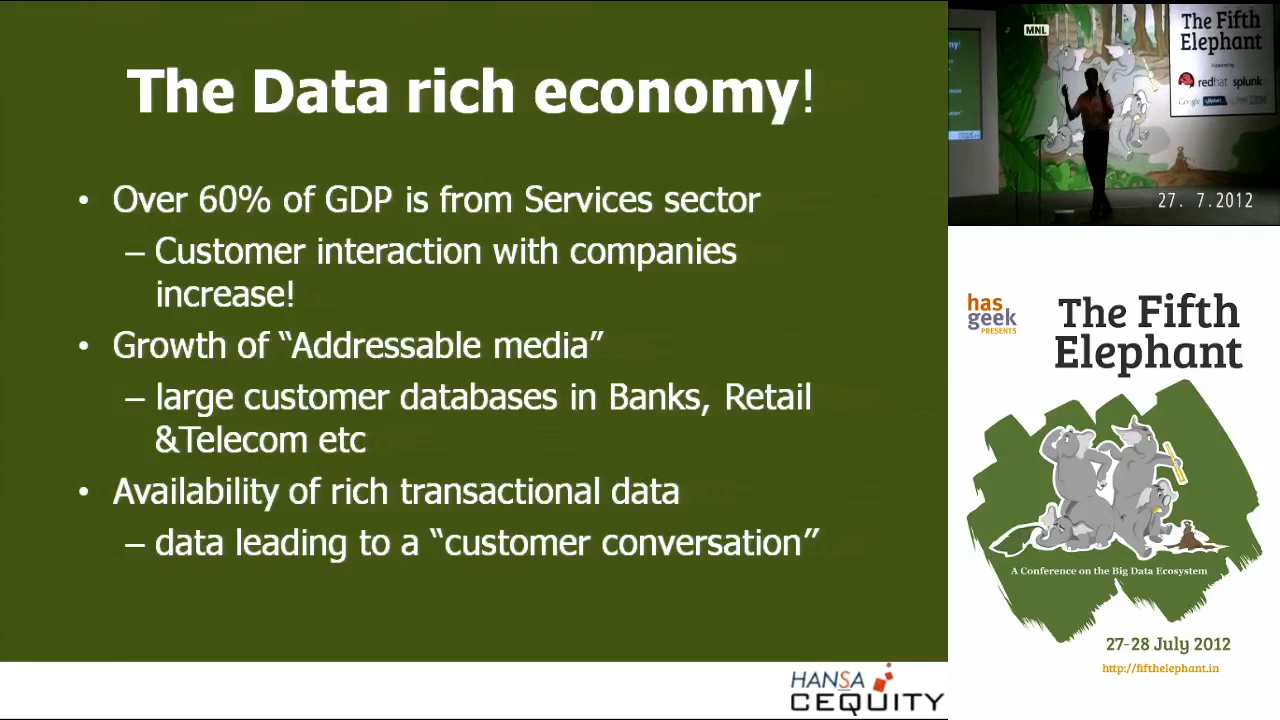 The Data rich economy!
• Over 60% of GDP is from Services sector
– Customer interaction with companies
increase!
• Growth of “Addressable media”
– large customer databases in Banks, Retail
&Telecom etc
• Availability of rich transactional data
– data leading to a “customer conversation”
HANSA
CEQUITY
MNL
The Fifth
Elephant
redhat splunk
Google
IBM
27. 7.2012
has
geek
PRESENTS
The Fifth
Elephant
A Conference on the Big Data Ecosystem
27-28 July 2012
http://fifthelephant.in